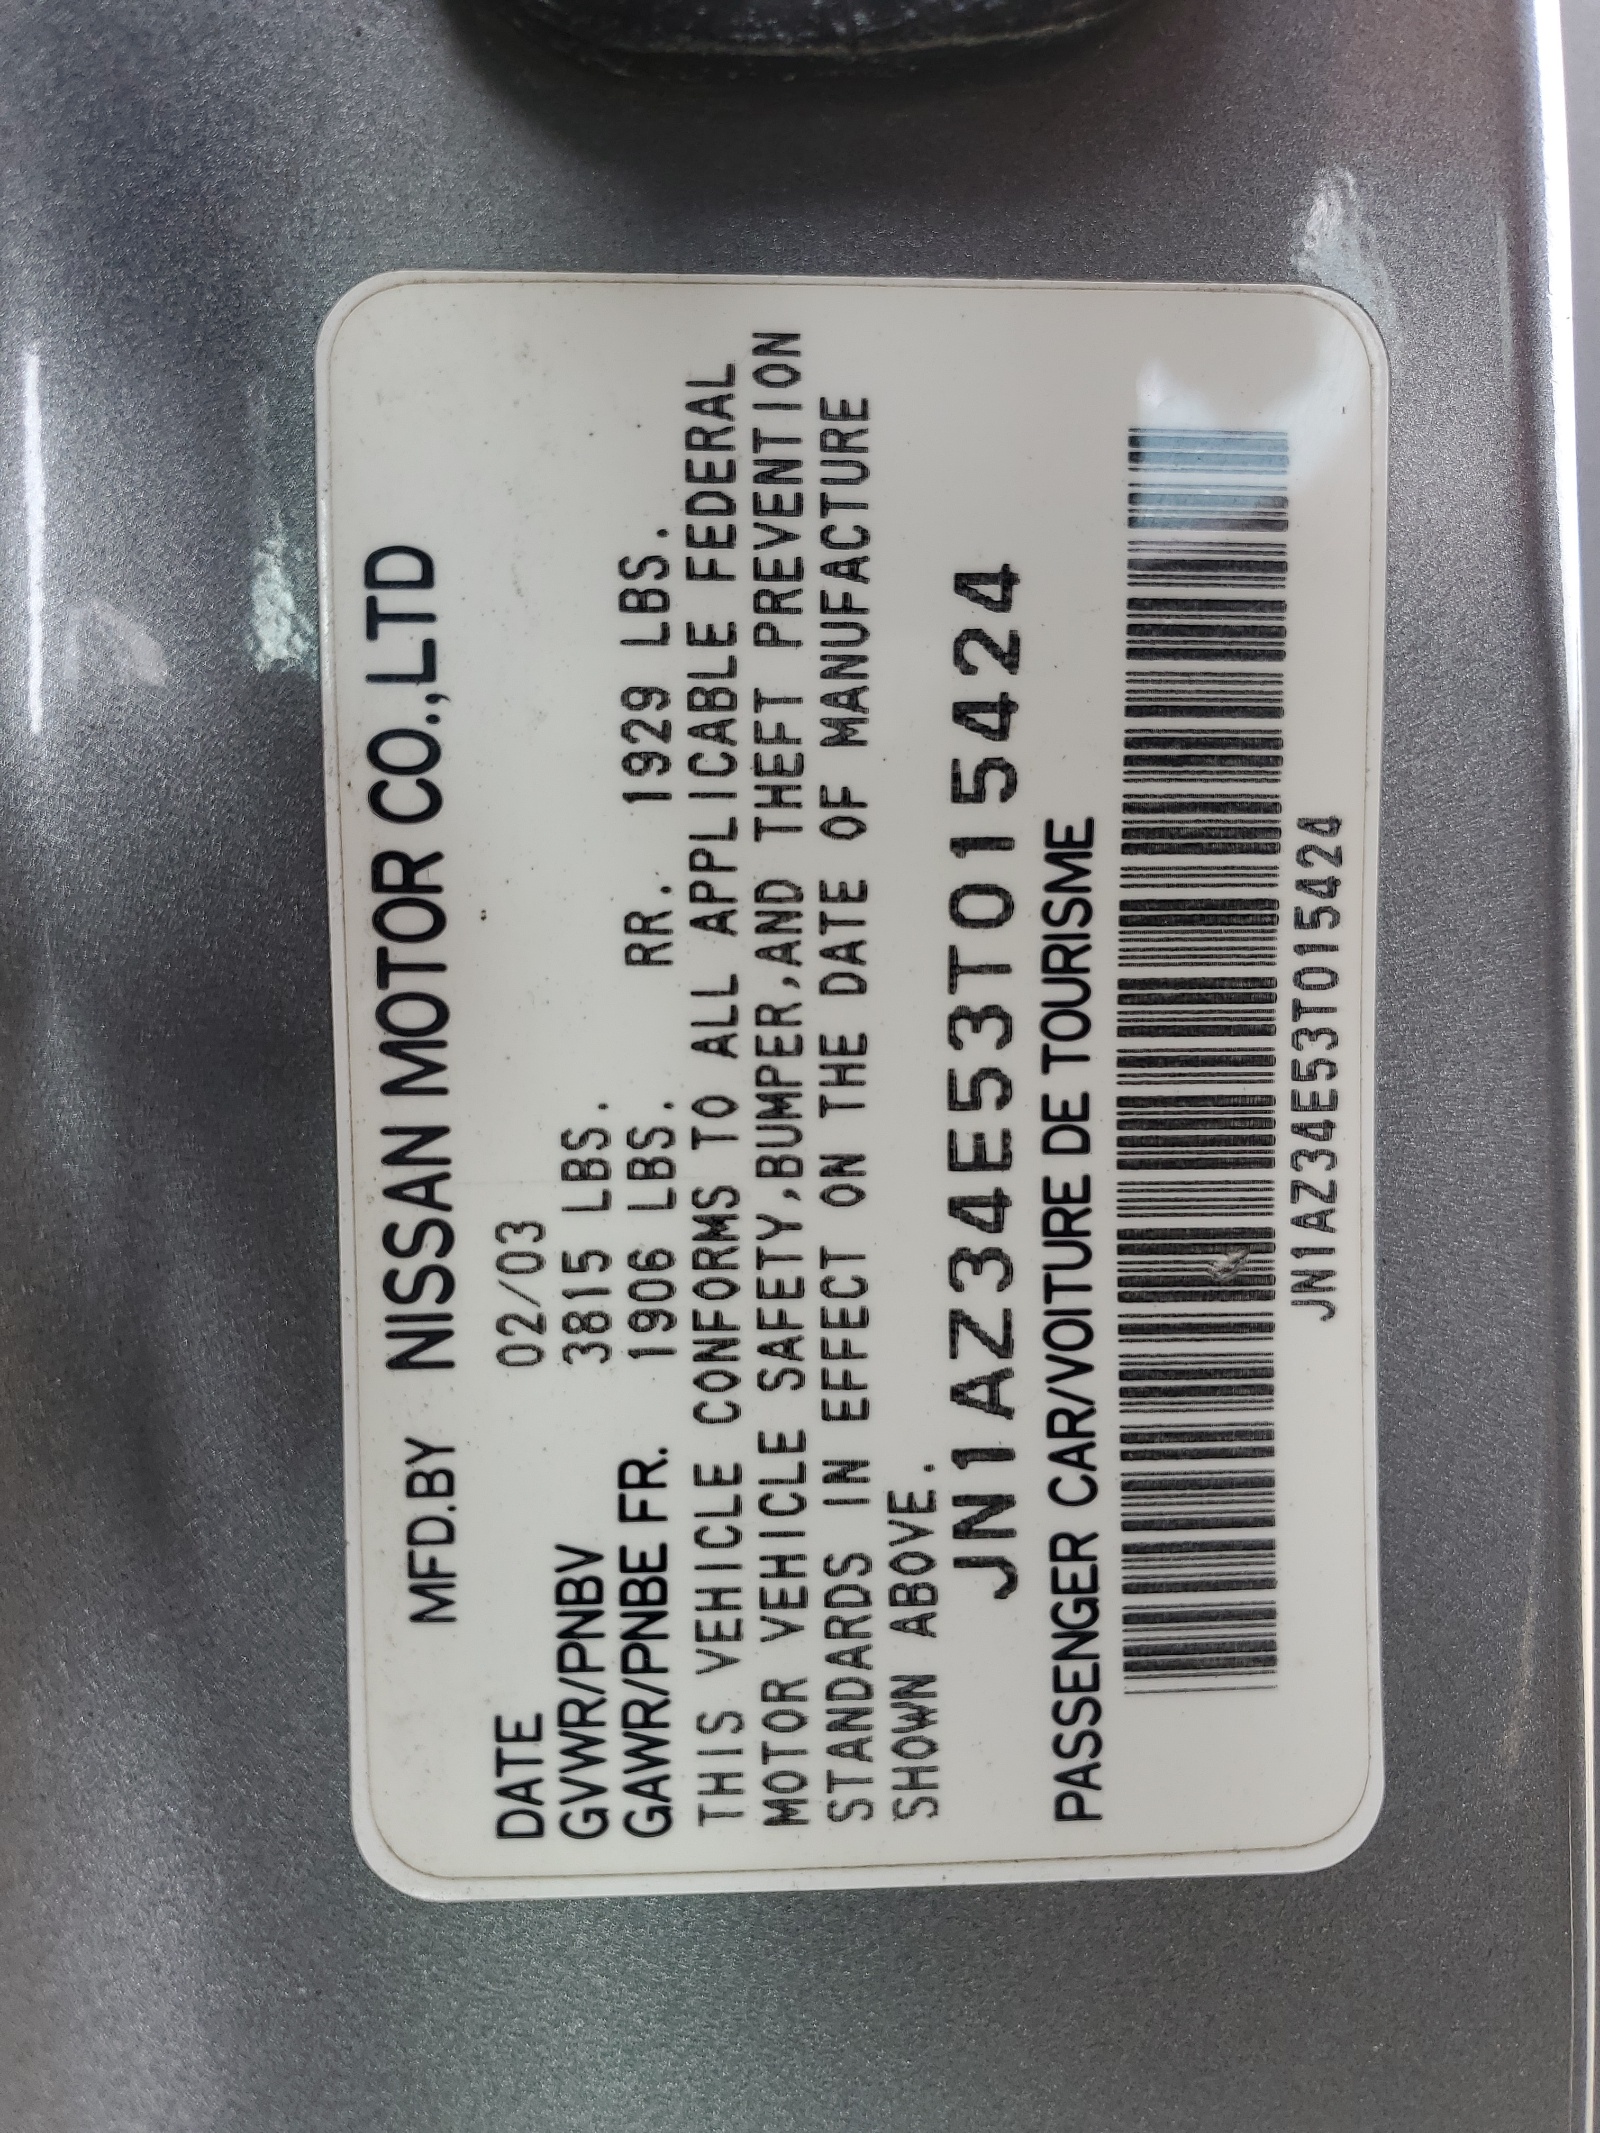 MFD.BY NISSAN MOTOR CO.,LTD
DATE 02/03
GVWR/PNBV 3815 LBS.
GAWR/PNBE FR. 1906 LBS. RR. 1929 LBS.
THIS VEHICLE CONFORMS TO ALL APPLICABLE FEDERAL
MOTOR VEHICLE SAFETY,BUMPER,AND THEFT PREVENTION
STANDARDS IN EFFECT ON THE DATE OF MANUFACTURE
SHOWN ABOVE.
JN1AZ34E53T015424
PASSENGER CAR/VOITURE DE TOURISME
JN1AZ34E53T015424